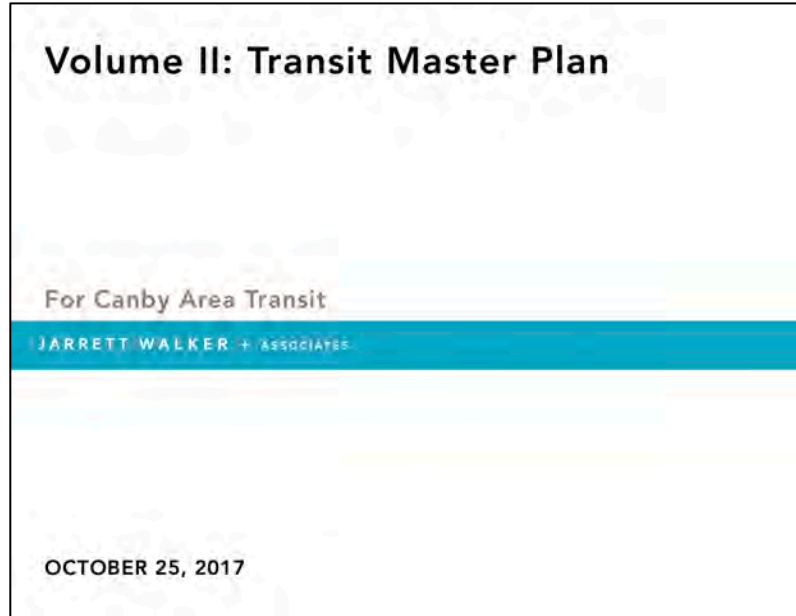 Volume II: Transit Master Plan
For Canby Area Transit
JARRETT WALKER + ASSOCIATES
OCTOBER 25, 2017